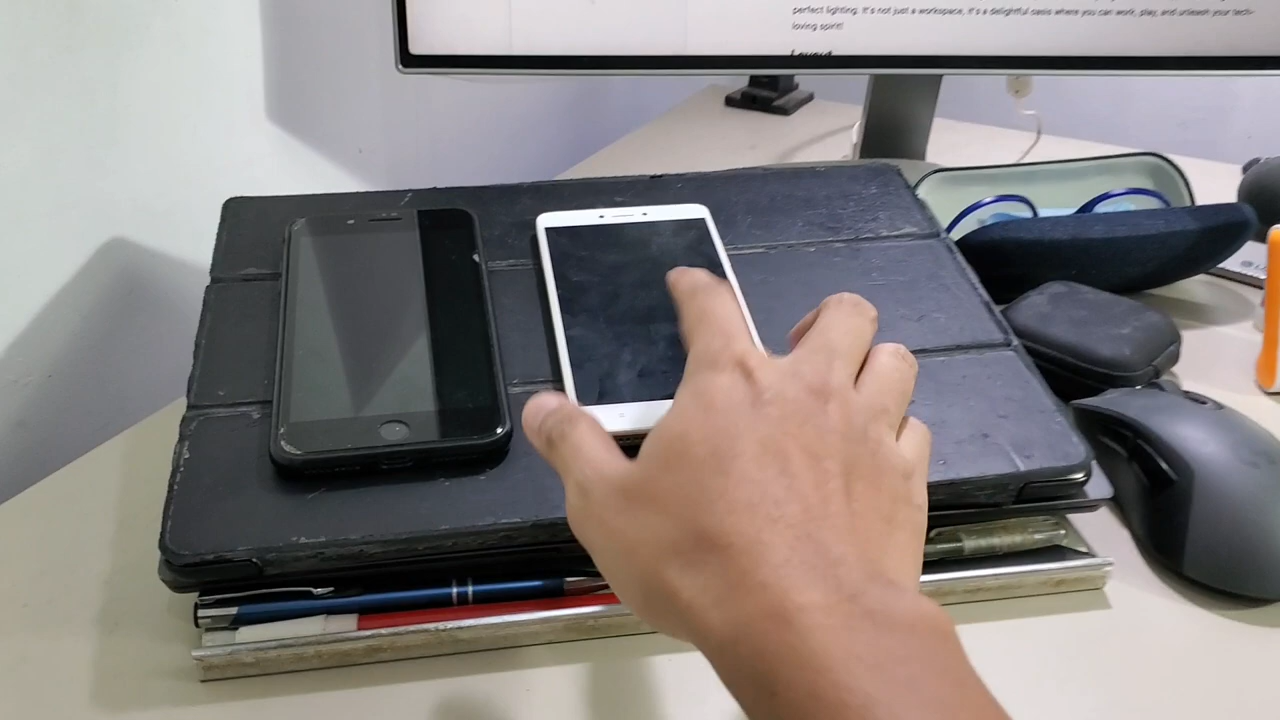 perfect lighting. It's not just a workspace, it's a delightful oasis where you can work, play, and unleash your tech-
loving spirit!
Layout